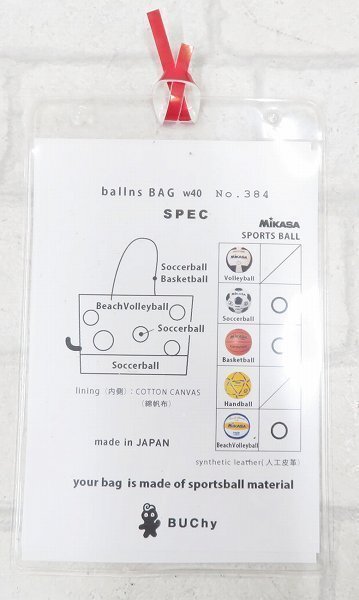 ballns BAG w40 No.384
SPEC
MIKASA
SPORTS BALL
Volleyball
Soccerball
Basketball
Handball
MIKASA
BeachVolleyball
Soccerball
Basketball
BeachVolleyball
Soccerball
Soccerball
lining（内側）: COTTON CANVAS
（綿帆布）
made in JAPAN
synthetic leather(人工皮革)
your bag is made of sportsball material
BUChy